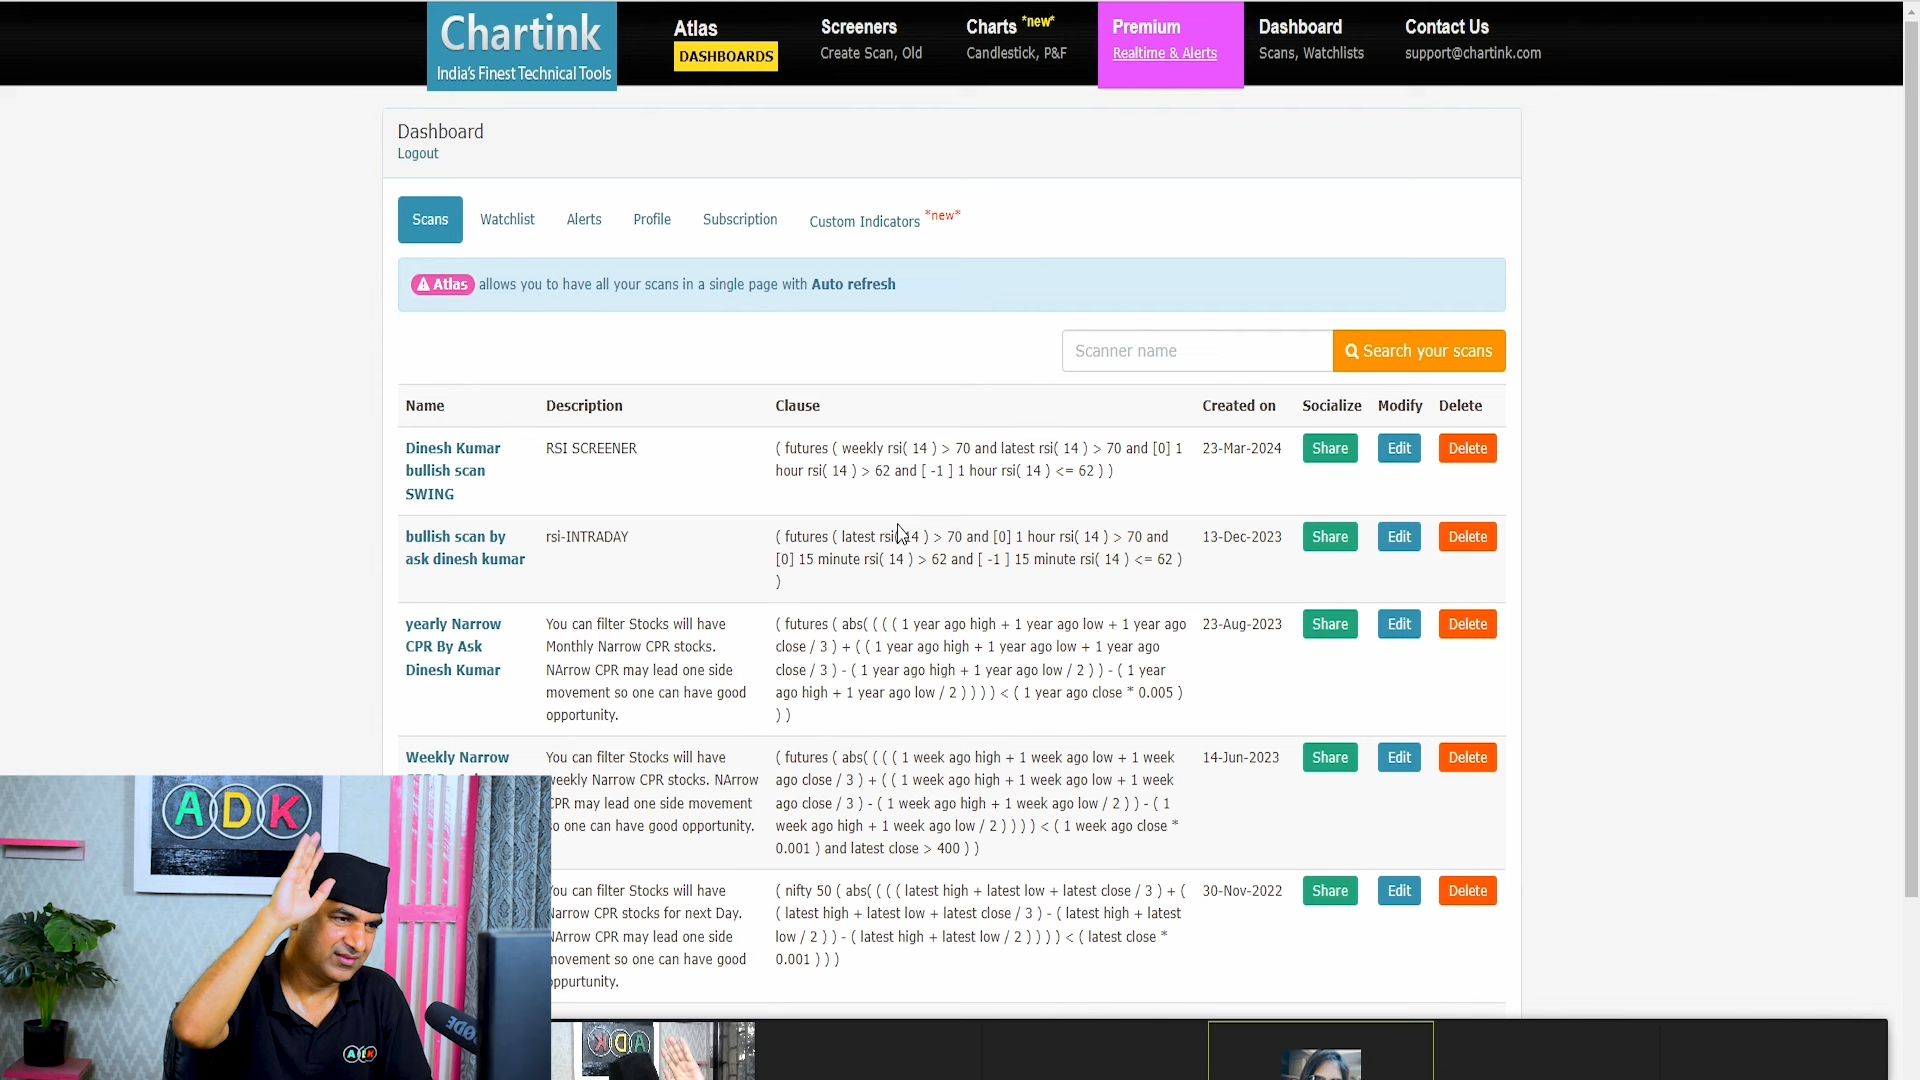 Chartink
India's Finest Technical Tools
Atlas
DASHBOARDS
Screeners
Create Scan, Old
Charts *new*
Candlestick, P&F
Premium
Realtime & Alerts
Dashboard
Scans, Watchlists
Contact Us
support@chartink.com
Dashboard
Logout
Scans Watchlist Alerts Profile Subscription Custom Indicators *new*
Atlas allows you to have all your scans in a single page with Auto refresh
Scanner name
Search your scans
Name Description Clause Created on Socialize Modify Delete
Dinesh Kumar
bullish scan
SWING
RSI SCREENER
( futures ( weekly rsi( 14 ) > 70 and latest rsi( 14 ) > 70 and [0] 1
hour rsi( 14 ) > 62 and [ -1 ] 1 hour rsi( 14 ) <= 62 ) )
23-Mar-2024
Share Edit Delete
bullish scan by
ask dinesh kumar
rsi-INTRADAY
( futures ( latest rsi( 14 ) > 70 and [0] 1 hour rsi( 14 ) > 70 and
[0] 15 minute rsi( 14 ) > 62 and [ -1 ] 15 minute rsi( 14 ) <= 62 )
)
13-Dec-2023
Share Edit Delete
yearly Narrow
CPR By Ask
Dinesh Kumar
You can filter Stocks will have
Monthly Narrow CPR stocks.
NArrow CPR may lead one side
movement so one can have good
opportunity.
( futures ( abs( ( ( ( 1 year ago high + 1 year ago low + 1 year ago
close / 3 ) + ( ( 1 year ago high + 1 year ago low + 1 year ago
close / 3 ) - ( 1 year ago high + 1 year ago low / 2 ) ) - ( 1 year
ago high + 1 year ago low / 2 ) ) ) ) < ( 1 year ago close * 0.005 )
) )
23-Aug-2023
Share Edit Delete
Weekly Narrow
You can filter Stocks will have
weekly Narrow CPR stocks. NArrow
CPR may lead one side movement
so one can have good opportunity.
( futures ( abs( ( ( ( 1 week ago high + 1 week ago low + 1 week
ago close / 3 ) + ( ( 1 week ago high + 1 week ago low + 1 week
ago close / 3 ) - ( 1 week ago high + 1 week ago low / 2 ) ) - ( 1
week ago high + 1 week ago low / 2 ) ) ) ) < ( 1 week ago close *
0.001 ) and latest close > 400 ) )
14-Jun-2023
Share Edit Delete
You can filter Stocks will have
Narrow CPR stocks for next Day.
NArrow CPR may lead one side
movement so one can have good
oppurtunity.
( nifty 50 ( abs( ( ( ( latest high + latest low + latest close / 3 ) + (
( latest high + latest low + latest close / 3 ) - ( latest high + latest
low / 2 ) ) - ( latest high + latest low / 2 ) ) ) ) < ( latest close *
0.001 ) ) )
30-Nov-2022
Share Edit Delete
ADK
ADK